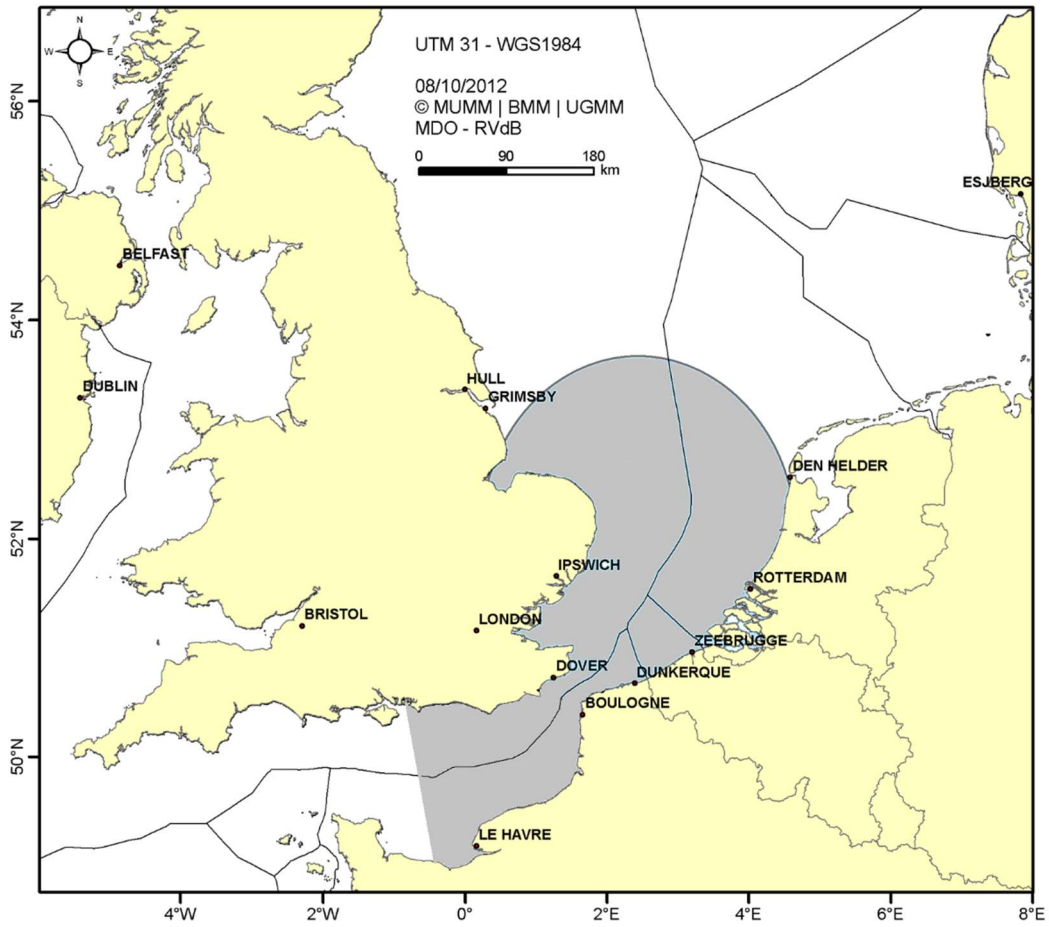 N
W E
S
UTM 31 - WGS1984
08/10/2012
© MUMM | BMM | UGMM
MDO - RVdB
0 90 180
km
56°N
54°N
52°N
50°N
ESJBERG
BELFAST
DUBLIN
HULL
GRIMSBY
DEN HELDER
IPSWICH
ROTTERDAM
BRISTOL
LONDON
ZEEBRUGGE
DOVER
DUNKERQUE
BOULOGNE
LE HAVRE
4°W 2°W 0° 2°E 4°E 6°E 8°E